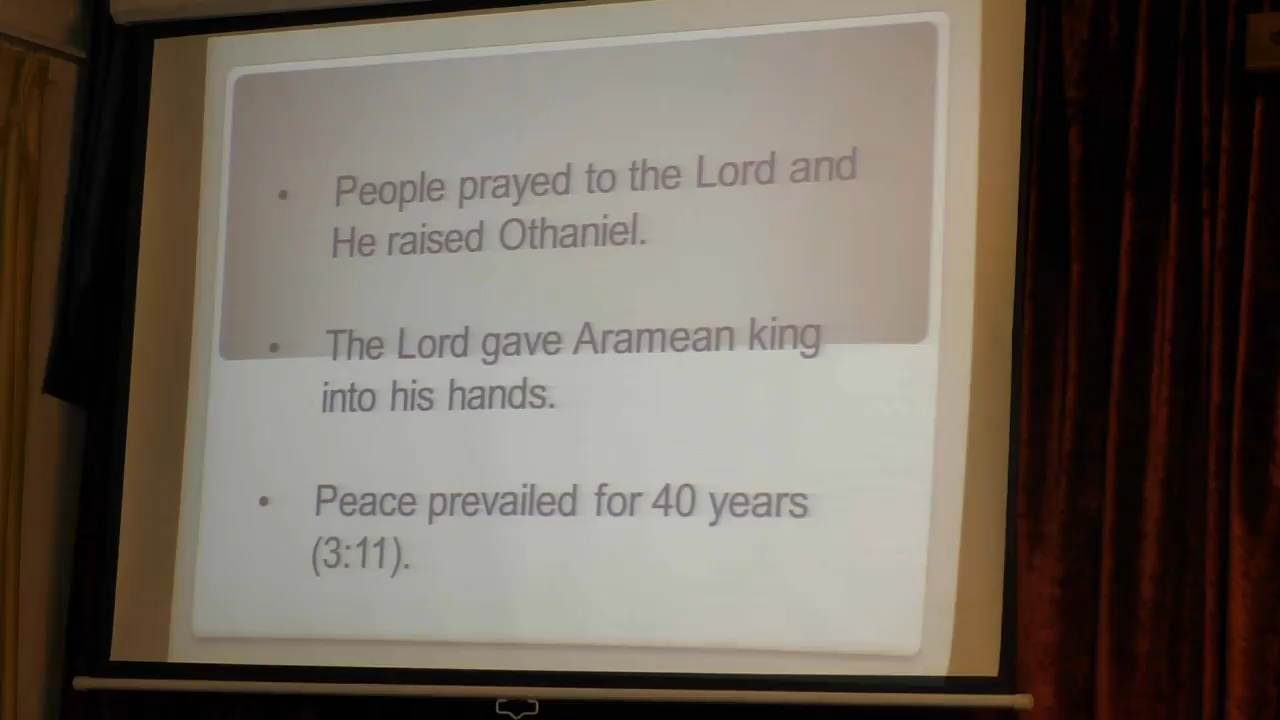 • People prayed to the Lord and
He raised Othaniel.
• The Lord gave Aramean king
into his hands.
• Peace prevailed for 40 years
(3:11).